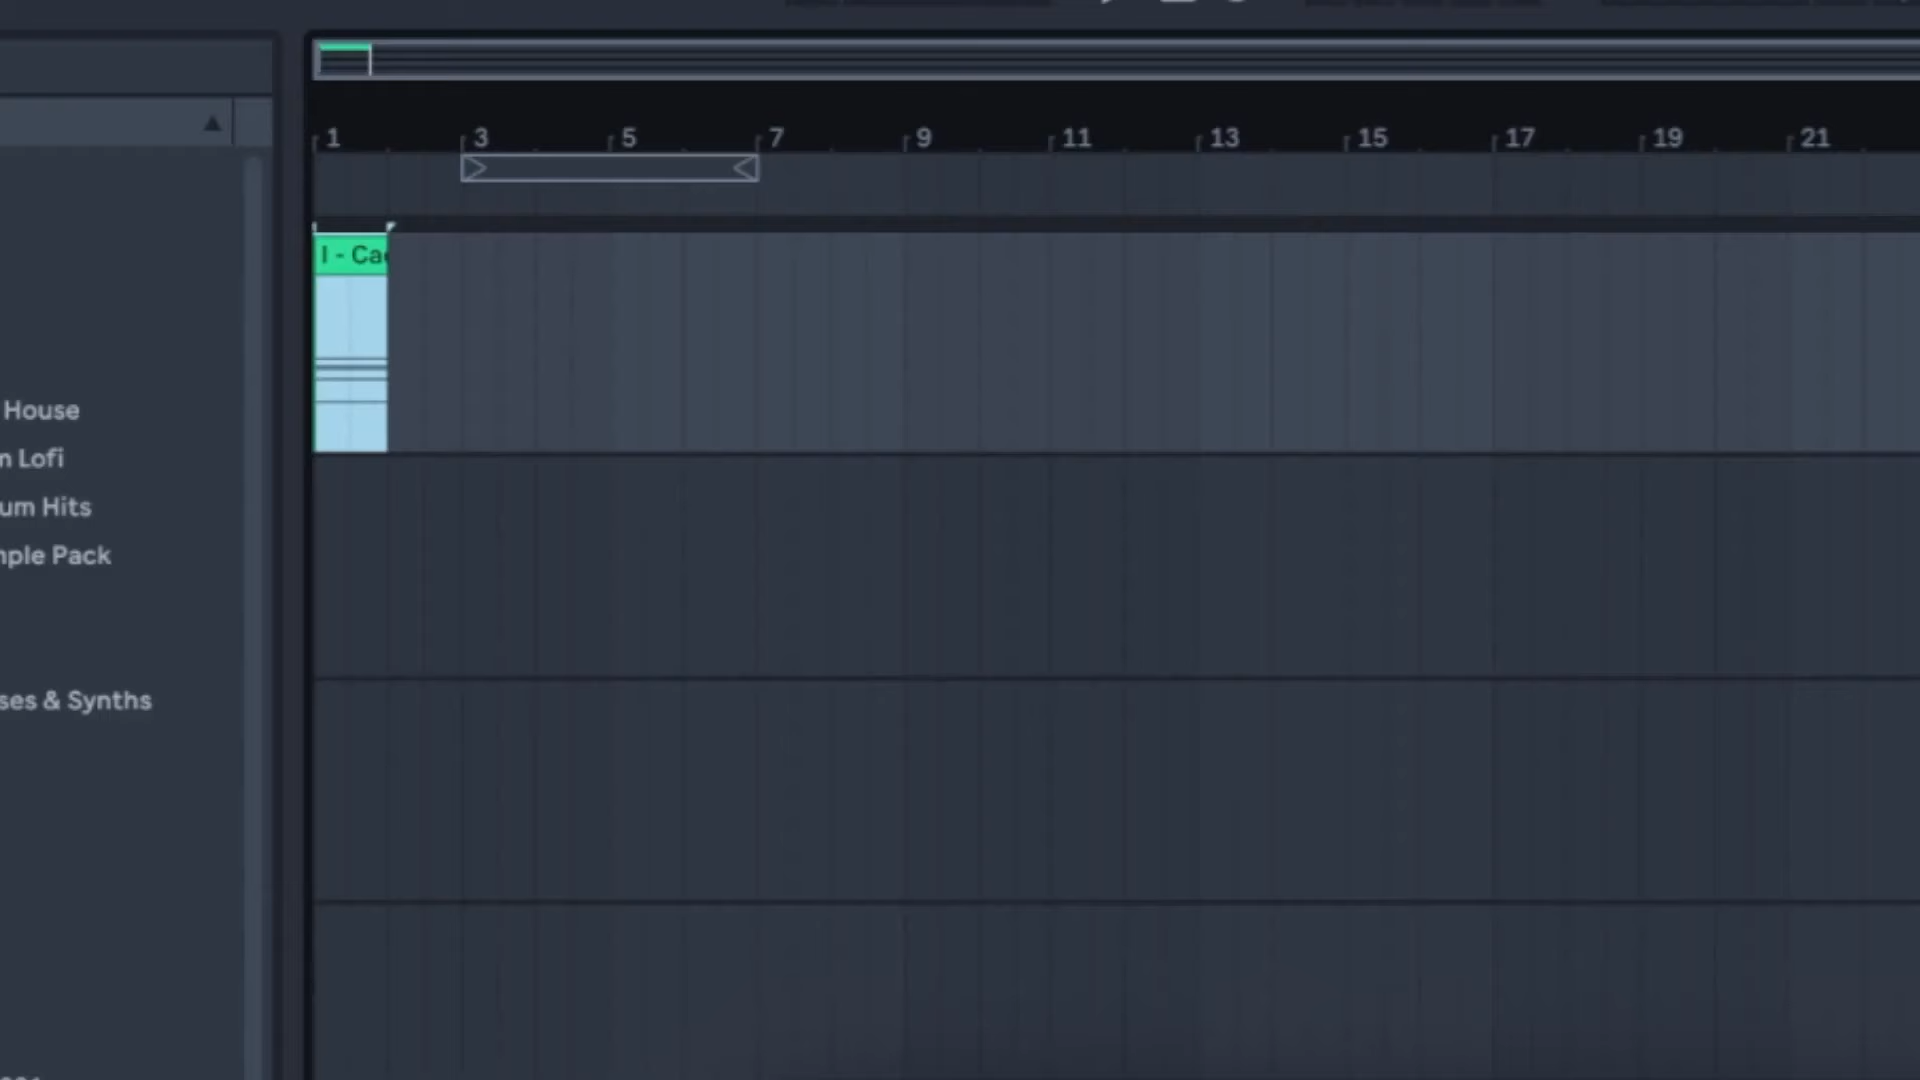 1 3 5 7 9 11 13 15 17 19 21
I - Ca
House
n Lofi
um Hits
nple Pack
ses & Synths